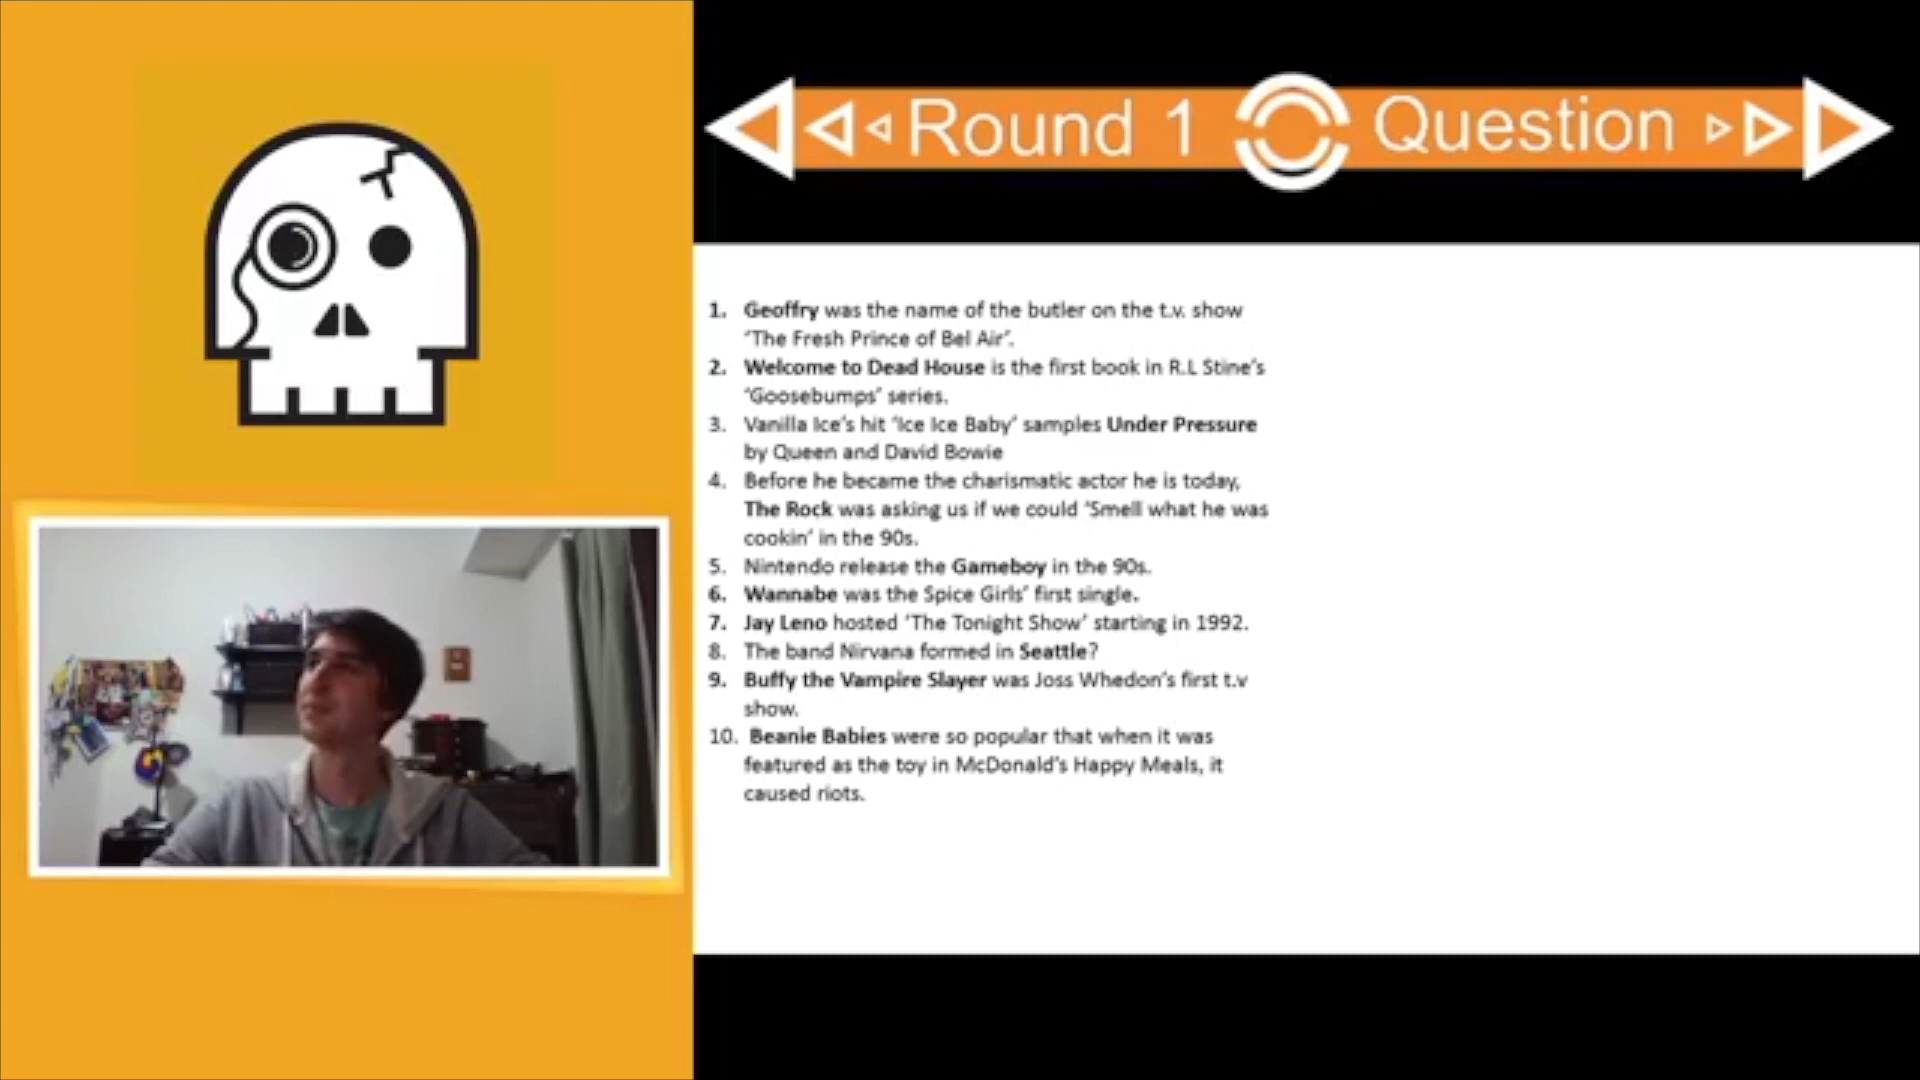 Round 1 Question
1. Geoffry was the name of the butler on the t.v. show
‘The Fresh Prince of Bel Air’.
2. Welcome to Dead House is the first book in R.L Stine’s
‘Goosebumps’ series.
3. Vanilla Ice’s hit ‘Ice Ice Baby’ samples Under Pressure
by Queen and David Bowie
4. Before he became the charismatic actor he is today,
The Rock was asking us if we could ‘Smell what he was
cookin’ in the 90s.
5. Nintendo release the Gameboy in the 90s.
6. Wannabe was the Spice Girls’ first single.
7. Jay Leno hosted ‘The Tonight Show’ starting in 1992.
8. The band Nirvana formed in Seattle?
9. Buffy the Vampire Slayer was Joss Whedon’s first t.v
show.
10. Beanie Babies were so popular that when it was
featured as the toy in McDonald’s Happy Meals, it
caused riots.